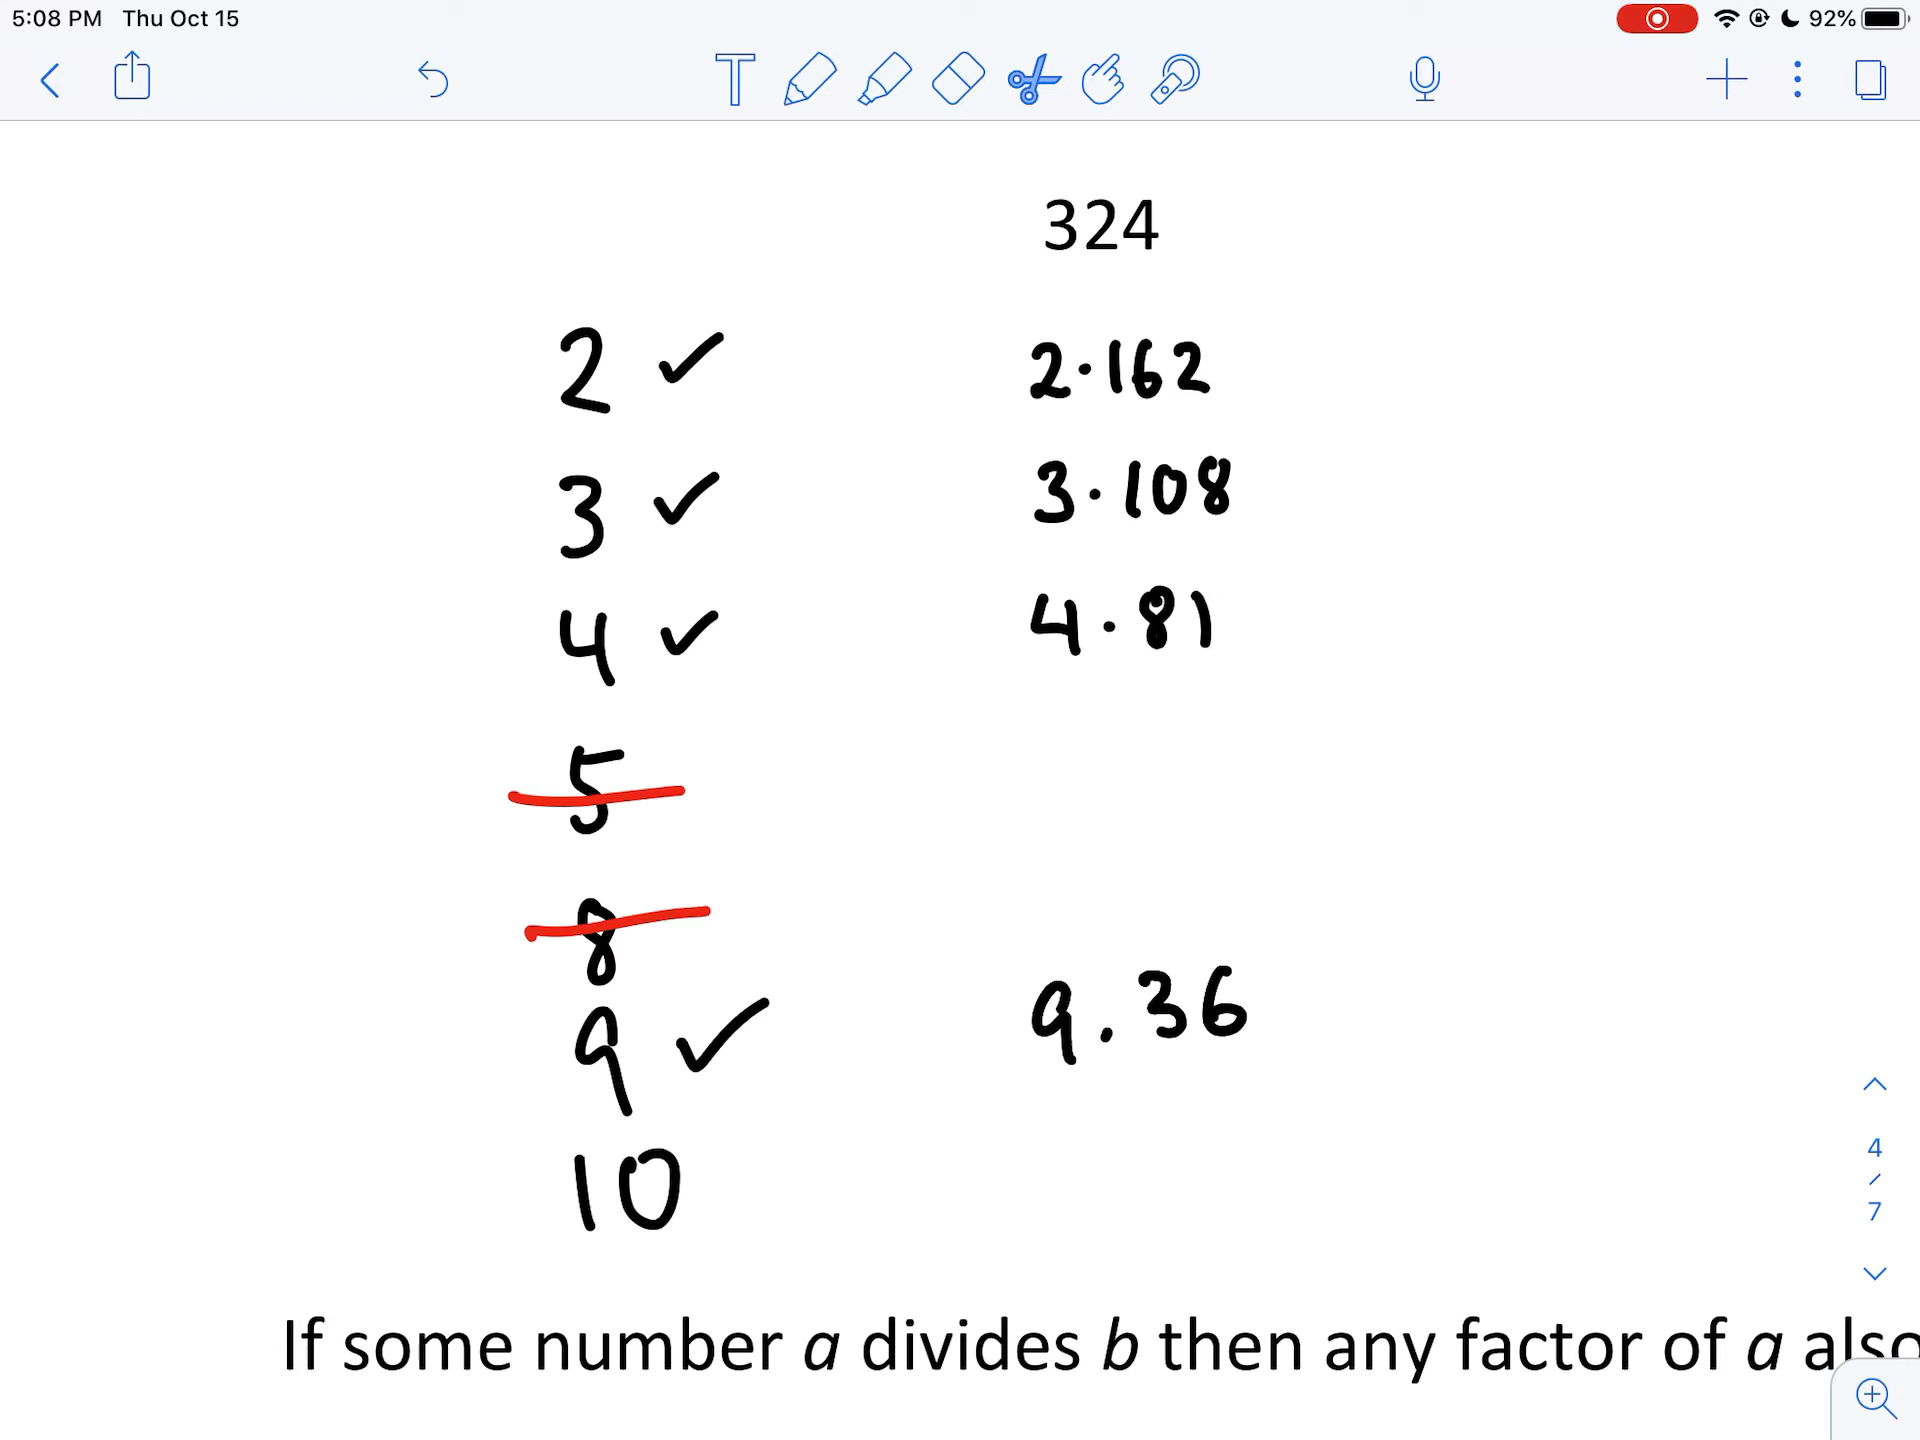 5:08 PM Thu Oct 15 92%
T
324
2 ✓ 2·162
3 ✓ 3·108
4 ✓ 4·81
5
8
9 ✓ 9.36
10
4
/
7
If some number a divides b then any factor of a also